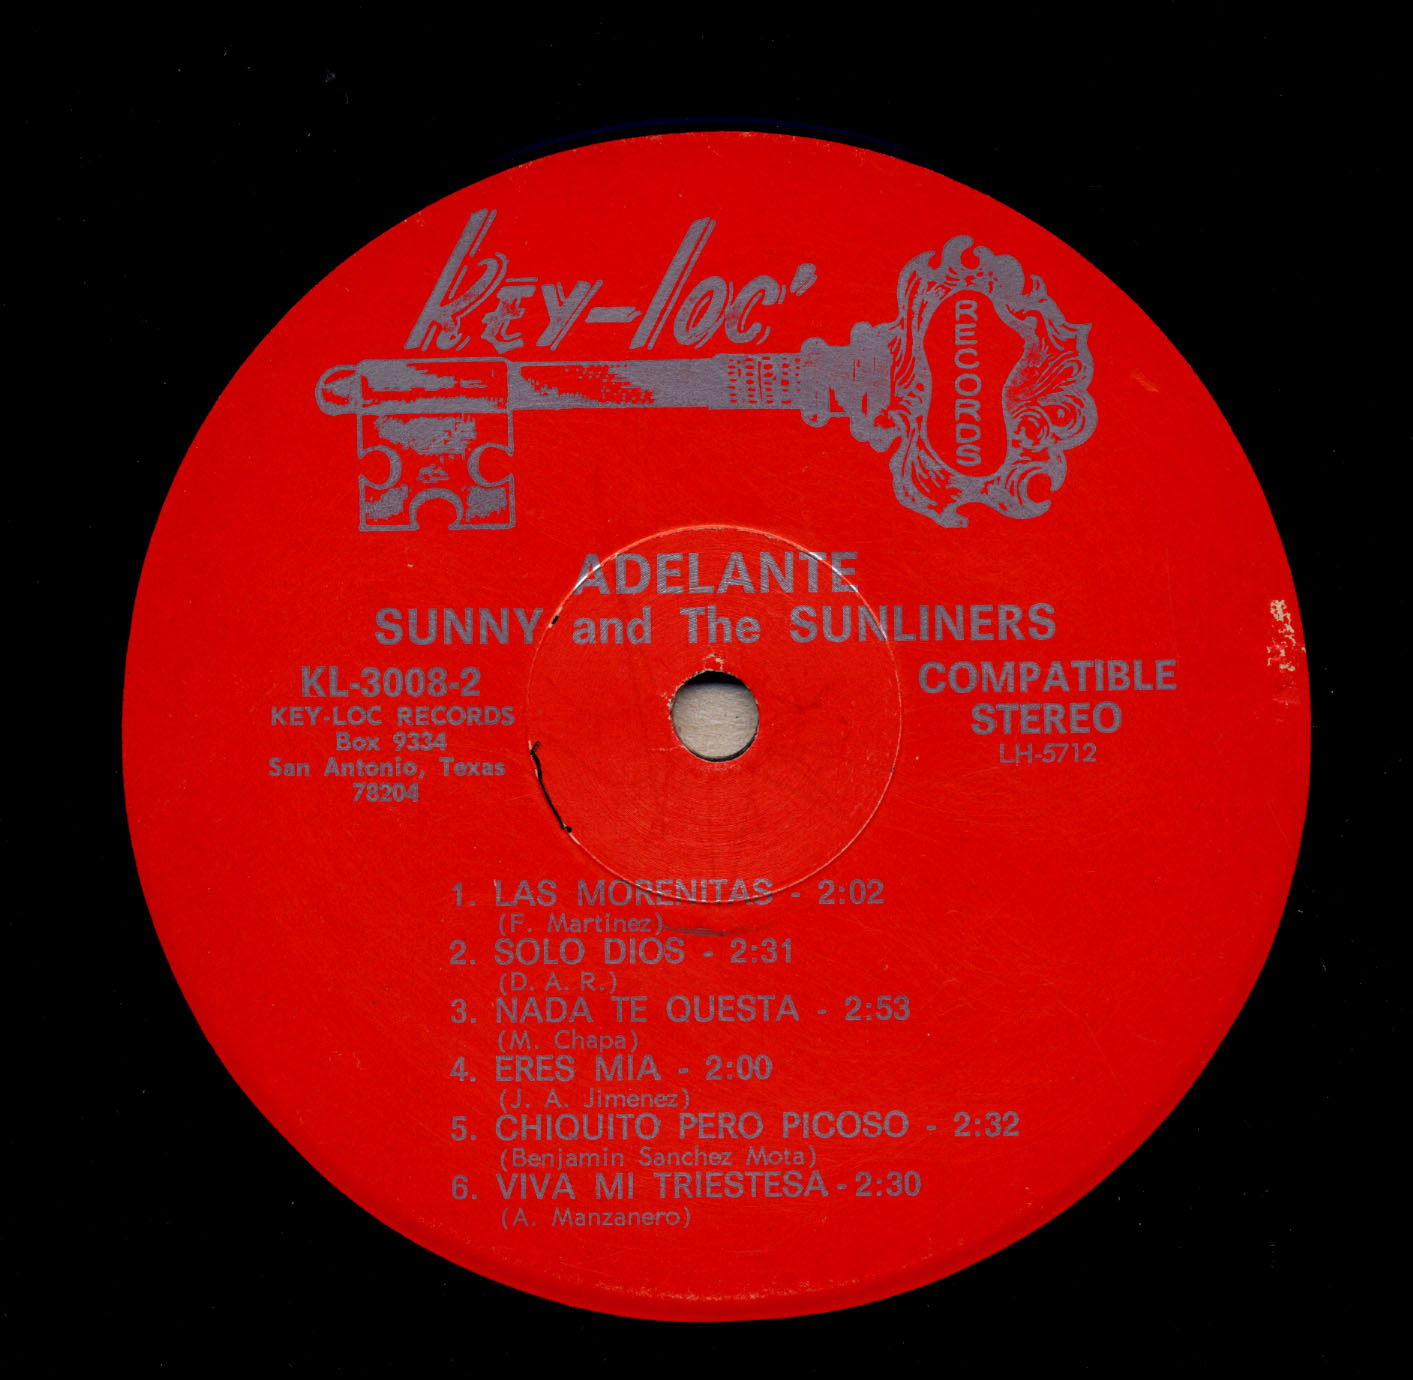 Key-Loc'
RECORDS
ADELANTE
SUNNY and The SUNLINERS
KL-3008-2
KEY-LOC RECORDS
Box 9334
San Antonio, Texas
78204
COMPATIBLE
STEREO
LH-5712
1. LAS MORENITAS - 2:02
(F. Martinez)
2. SOLO DIOS - 2:31
(D. A. R.)
3. NADA TE QUESTA - 2:53
(M. Chapa)
4. ERES MIA - 2:00
(J. A. Jimenez)
5. CHIQUITO PERO PICOSO - 2:32
(Benjamin Sanchez Mota)
6. VIVA MI TRIESTESA - 2:30
(A. Manzanero)